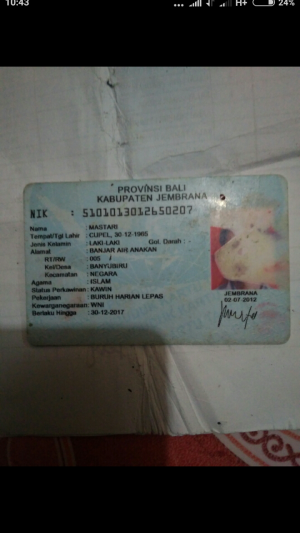 10:43 ... H+ 24%
PROVINSI BALI
KABUPATEN JEMBRANA
NIK : 5101013012650207
Nama : MASTARI
Tempat/Tgl Lahir : CUPEL, 30-12-1965
Jenis Kelamin : LAKI-LAKI Gol. Darah : -
Alamat : BANJAR ANAKAN
RT/RW : 005 /
Kel/Desa : BANYUBIRU
Kecamatan : NEGARA
Agama : ISLAM
Status Perkawinan : KAWIN
Pekerjaan : BURUH HARIAN LEPAS
Kewarganegaraan : WNI
Berlaku Hingga : 30-12-2017
JEMBRANA
02-07-2012